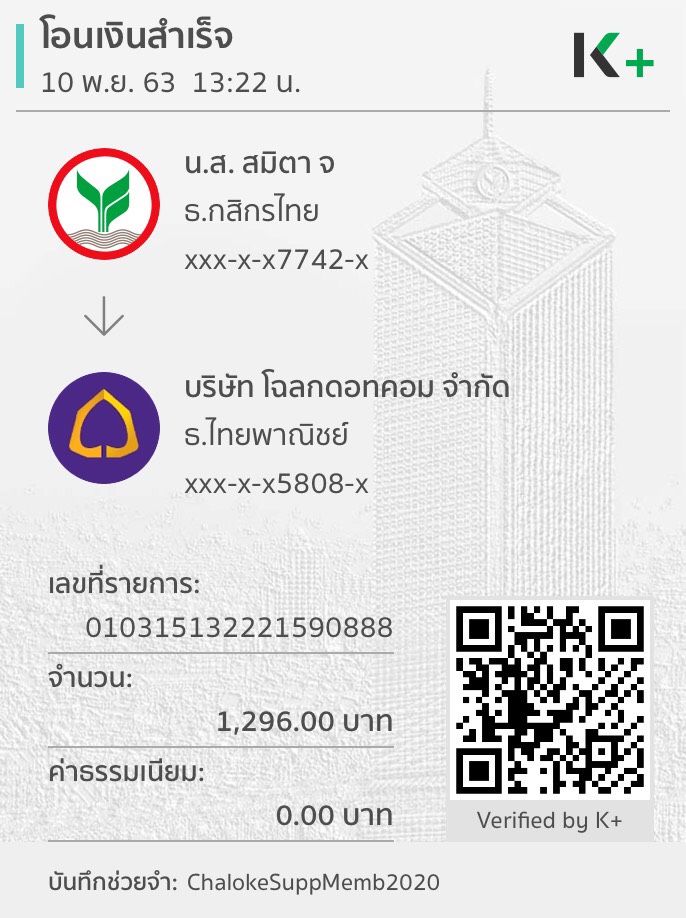 โอนเงินสำเร็จ
10 พ.ย. 63  13:22 น.
K+
น.ส. สมิตา จ
ธ.กสิกรไทย
xxx-x-x7742-x
บริษัท โฉลกดอทคอม จำกัด
ธ.ไทยพาณิชย์
xxx-x-x5808-x
เลขที่รายการ:
010315132221590888
จำนวน:
1,296.00 บาท
ค่าธรรมเนียม:
0.00 บาท
Verified by K+
บันทึกช่วยจำ: ChalokeSuppMemb2020